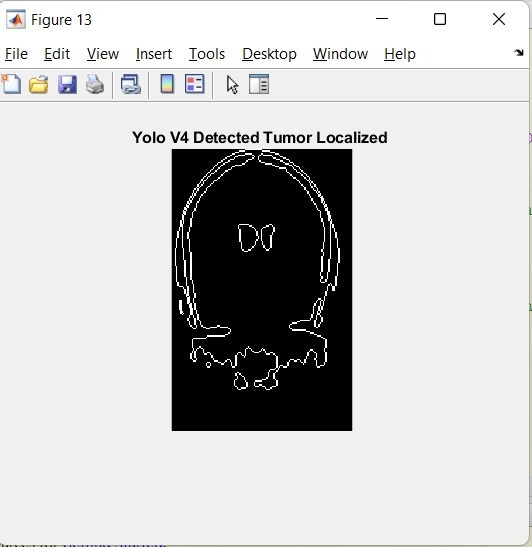 Figure 13
File Edit View Insert Tools Desktop Window Help
Yolo V4 Detected Tumor Localized